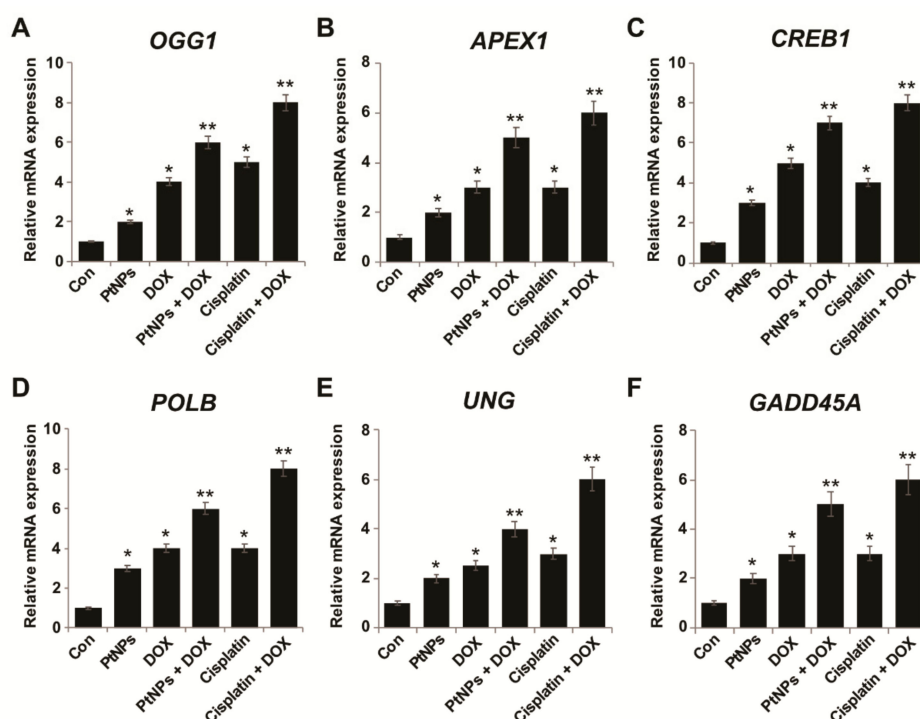 A
OGG1
Relative mRNA expression
10
8
6
4
2
0
*
*
**
*
**
Con
PtNPs
DOX
PtNPs + DOX
Cisplatin
Cisplatin + DOX
B
APEX1
Relative mRNA expression
8
6
4
2
0
*
*
**
*
**
Con
PtNPs
DOX
PtNPs + DOX
Cisplatin
Cisplatin + DOX
C
CREB1
Relative mRNA expression
10
8
6
4
2
0
*
*
**
*
**
Con
PtNPs
DOX
PtNPs + DOX
Cisplatin
Cisplatin + DOX
D
POLB
Relative mRNA expression
10
8
6
4
2
0
*
*
**
*
**
Con
PtNPs
DOX
PtNPs + DOX
Cisplatin
Cisplatin + DOX
E
UNG
Relative mRNA expression
8
6
4
2
0
*
*
**
*
**
Con
PtNPs
DOX
PtNPs + DOX
Cisplatin
Cisplatin + DOX
F
GADD45A
Relative mRNA expression
8
6
4
2
0
*
*
**
*
**
Con
PtNPs
DOX
PtNPs + DOX
Cisplatin
Cisplatin + DOX